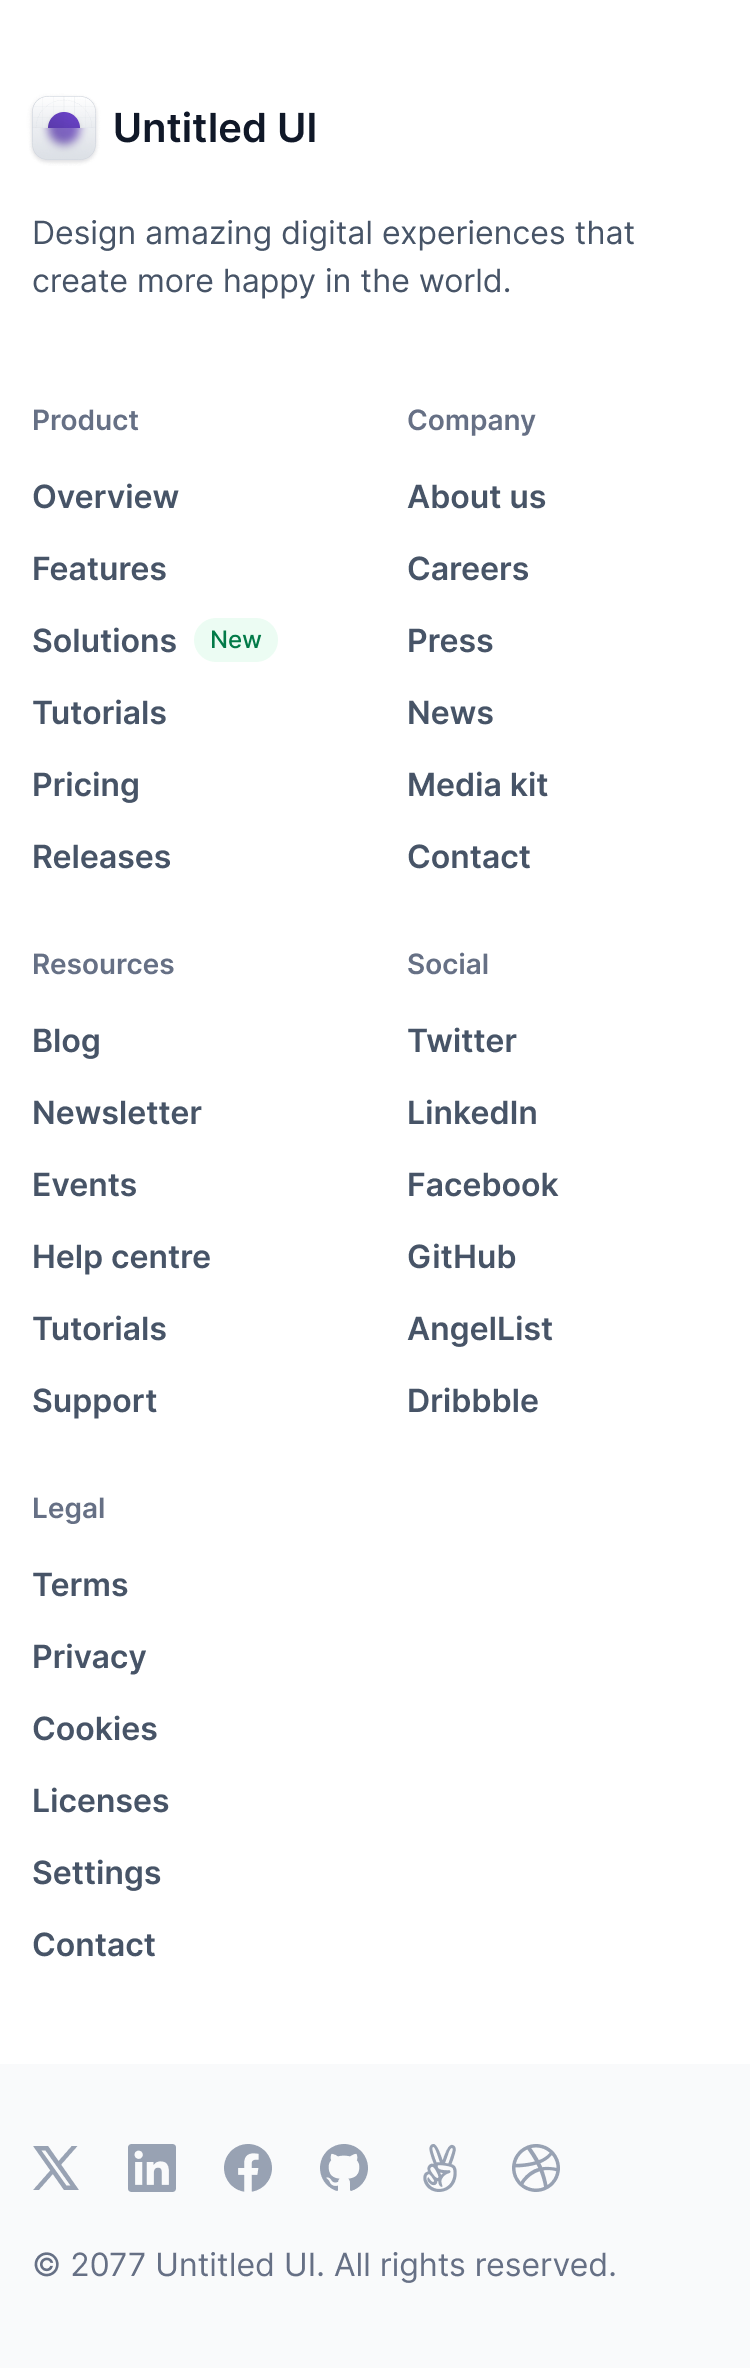 Untitled UI
Design amazing digital experiences that
create more happy in the world.
Product
Overview
Features
Solutions New
Tutorials
Pricing
Releases
Company
About us
Careers
Press
News
Media kit
Contact
Resources
Blog
Newsletter
Events
Help centre
Tutorials
Support
Social
Twitter
LinkedIn
Facebook
GitHub
AngelList
Dribbble
Legal
Terms
Privacy
Cookies
Licenses
Settings
Contact
© 2077 Untitled UI. All rights reserved.